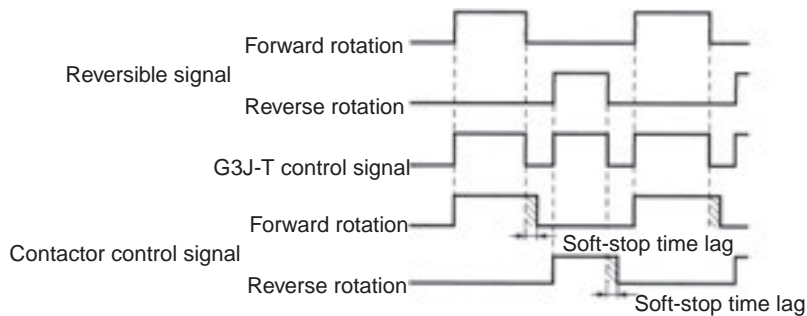 Forward rotation
Reversible signal
Reverse rotation
G3J-T control signal
Forward rotation
Soft-stop time lag
Contactor control signal
Reverse rotation
Soft-stop time lag